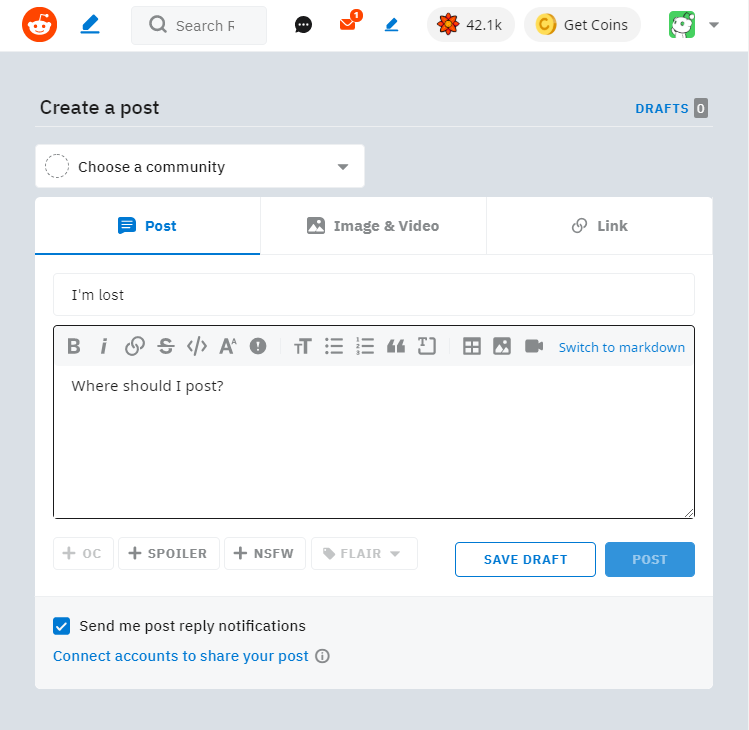 Search R
1
42.1k
Get Coins
Create a post
DRAFTS 0
Choose a community
Post
Image & Video
Link
I'm lost
Switch to markdown
Where should I post?
OC
SPOILER
NSFW
FLAIR
SAVE DRAFT
POST
Send me post reply notifications
Connect accounts to share your post